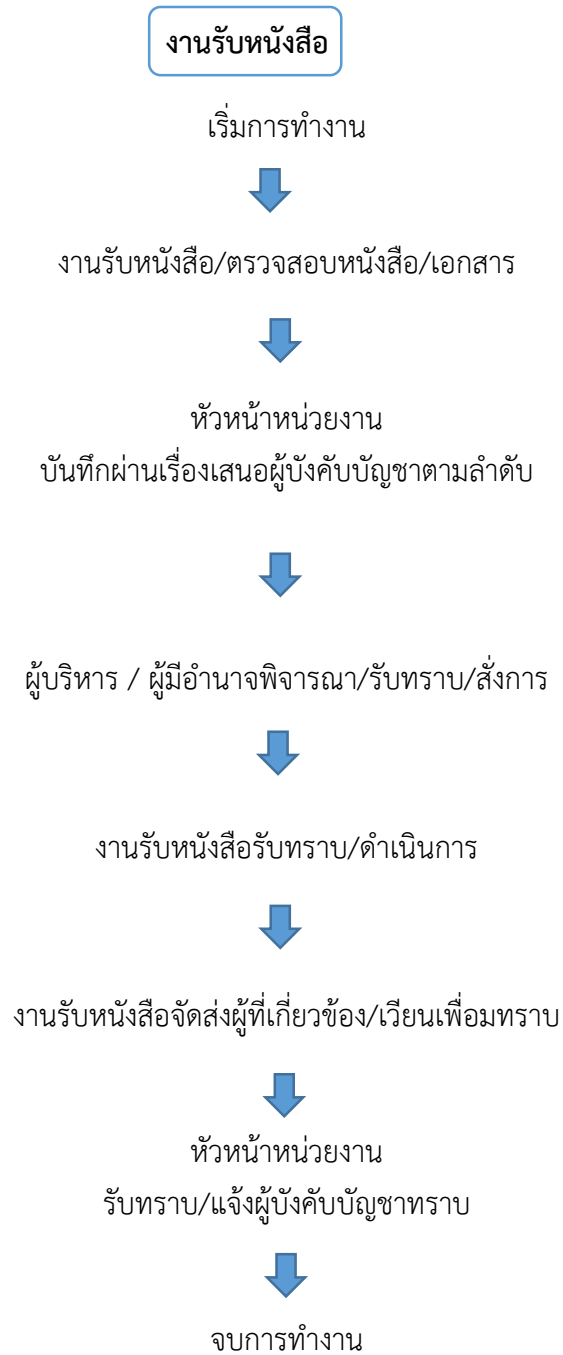 งานรับหนังสือ
เริ่มการทำงาน
งานรับหนังสือ/ตรวจสอบหนังสือ/เอกสาร
หัวหน้าหน่วยงาน
บันทึกผ่านเรื่องเสนอผู้บังคับบัญชาตามลำดับ
ผู้บริหาร / ผู้มีอำนาจพิจารณา/รับทราบ/สั่งการ
งานรับหนังสือรับทราบ/ดำเนินการ
งานรับหนังสือจัดส่งผู้ที่เกี่ยวข้อง/เวียนเพื่อมทราบ
หัวหน้าหน่วยงาน
รับทราบ/แจ้งผู้บังคับบัญชาทราบ
จบการทำงาน